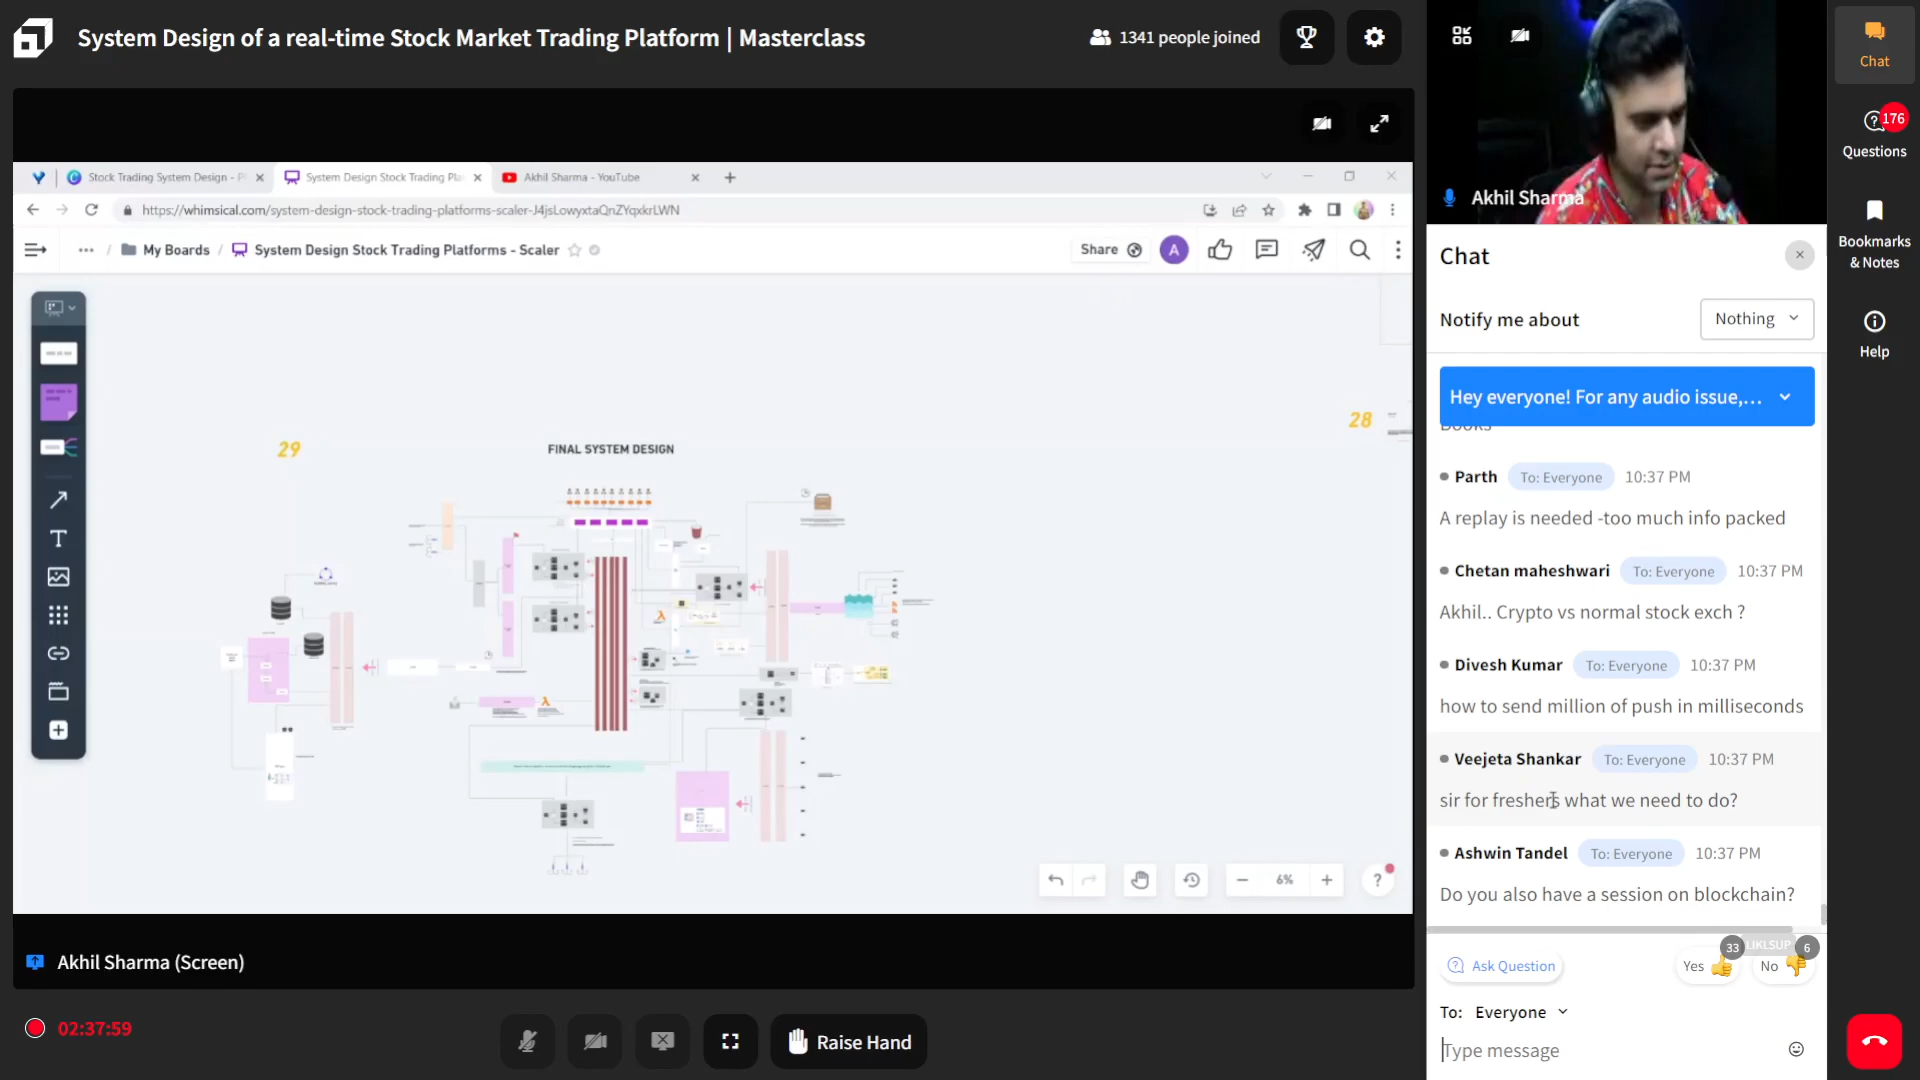 System Design of a real-time Stock Market Trading Platform | Masterclass
1341 people joined
Stock Trading System Design - P
System Design Stock Trading Pla
Akhil Sharma - YouTube
https://whimsical.com/system-design-stock-trading-platforms-scaler-J4jsLowyxtaQnZYqxkrLWN
My Boards / System Design Stock Trading Platforms - Scaler
Share
A
29
FINAL SYSTEM DESIGN
28
6%
?
Akhil Sharma (Screen)
02:37:59
Raise Hand
Akhil Sharma
Chat
Notify me about
Nothing
Hey everyone! For any audio issue,...
Books
Parth To: Everyone 10:37 PM
A replay is needed -too much info packed
Chetan maheshwari To: Everyone 10:37 PM
Akhil.. Crypto vs normal stock exch ?
Divesh Kumar To: Everyone 10:37 PM
how to send million of push in milliseconds
Veejeta Shankar To: Everyone 10:37 PM
sir for freshers what we need to do?
Ashwin Tandel To: Everyone 10:37 PM
Do you also have a session on blockchain?
33
LIKLSUP
6
Ask Question
Yes
No
To: Everyone
Type message
Chat
176
Questions
Bookmarks
& Notes
Help